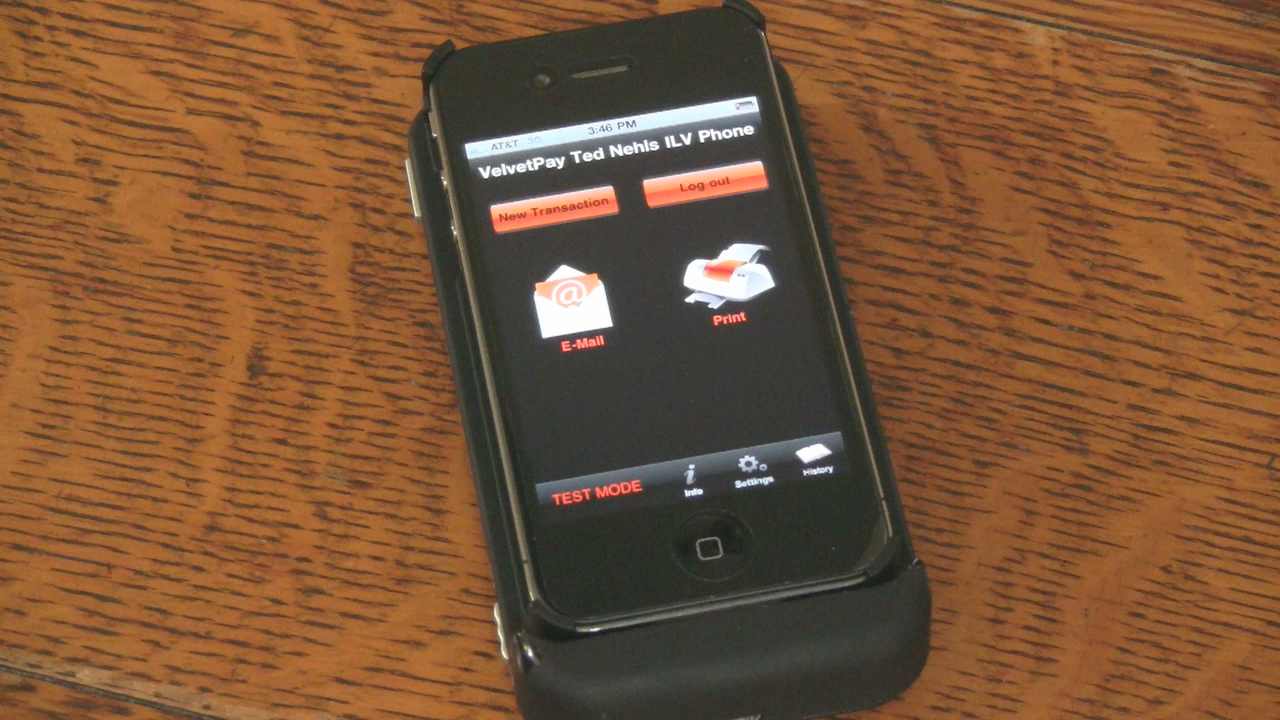 AT&T 3G 3:46 PM
VelvetPay Ted Nehls ILV Phone
New Transaction Log out
@
E-Mail Print
TEST MODE Info Settings History